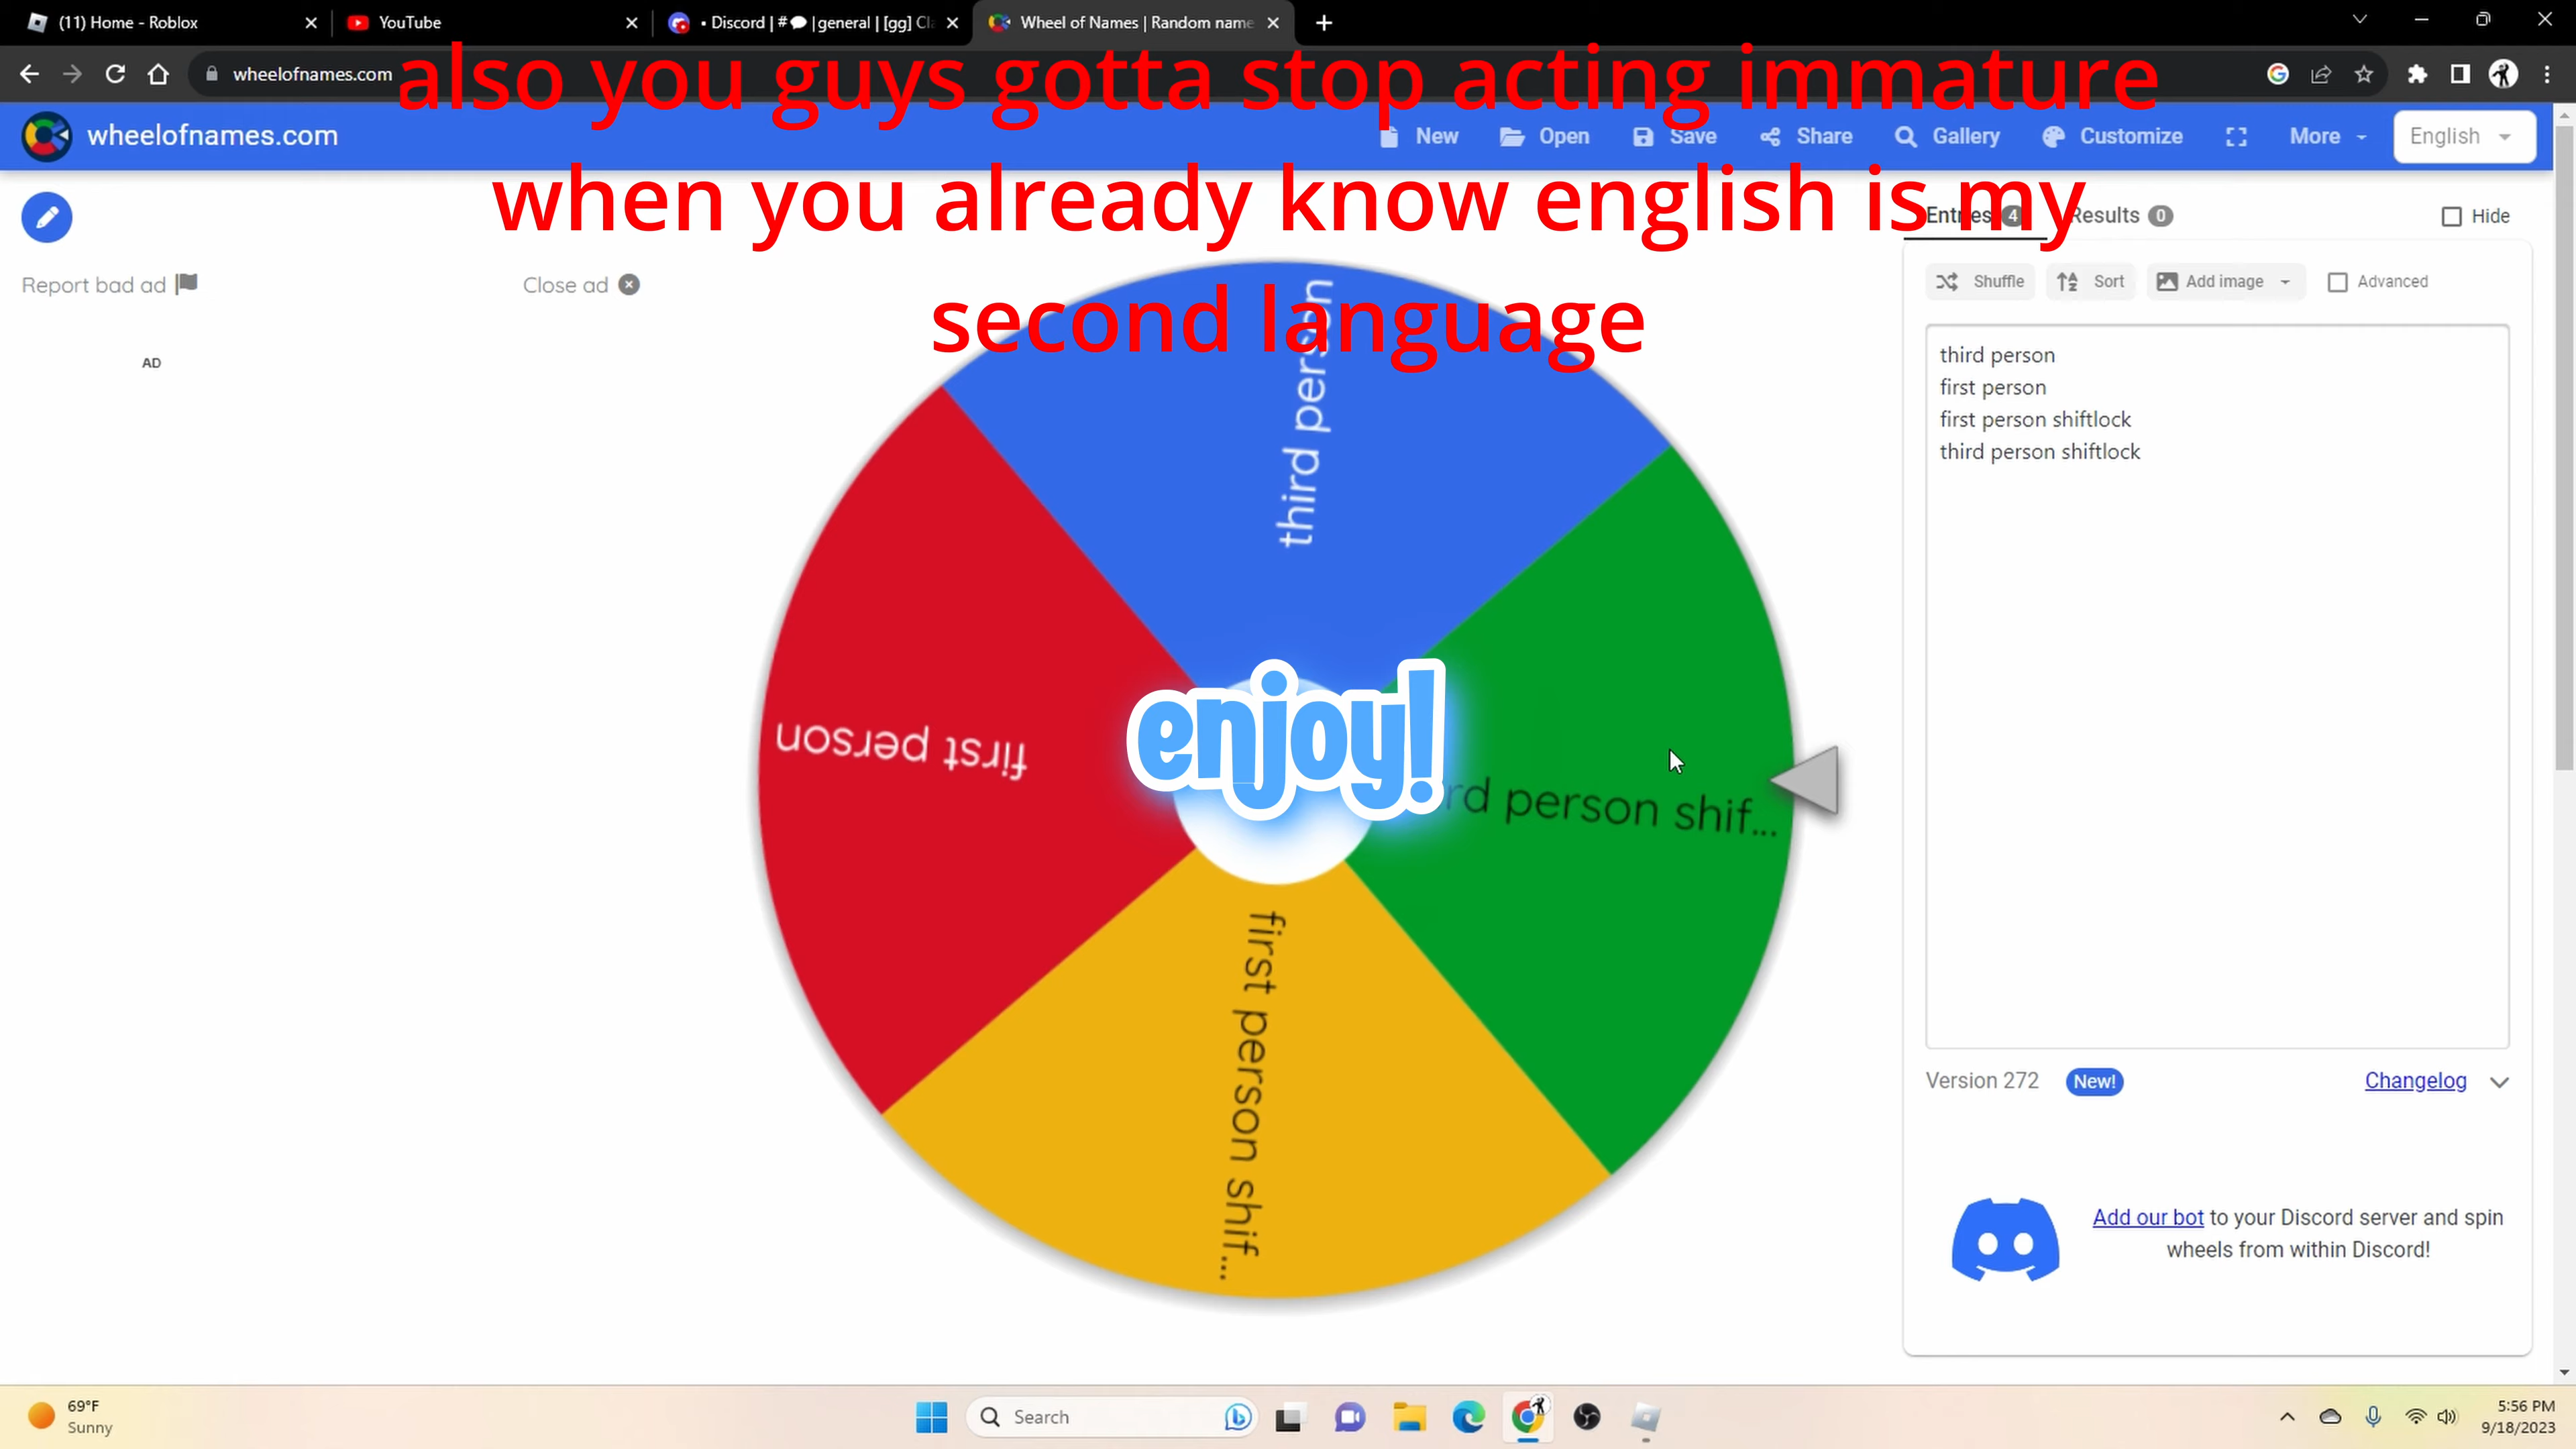 (11) Home - Roblox
YouTube
• Discord | #💬 | general | [gg] Cl
Wheel of Names | Random name
wheelofnames.com
also you guys gotta stop acting immature
when you already know english is my
second language
wheelofnames.com
New
Open
Save
Share
Gallery
Customize
More
English
Entries 4
Results 0
Hide
Report bad ad
Close ad
AD
Shuffle
Sort
Add image
Advanced
third person
first person
first person shiftlock
third person shiftlock
third person
first person
enjoy!
rd person shif...
first person shif...
Version 272
New!
Changelog
Add our bot to your Discord server and spin
wheels from within Discord!
69°F
Sunny
Search
5:56 PM
9/18/2023